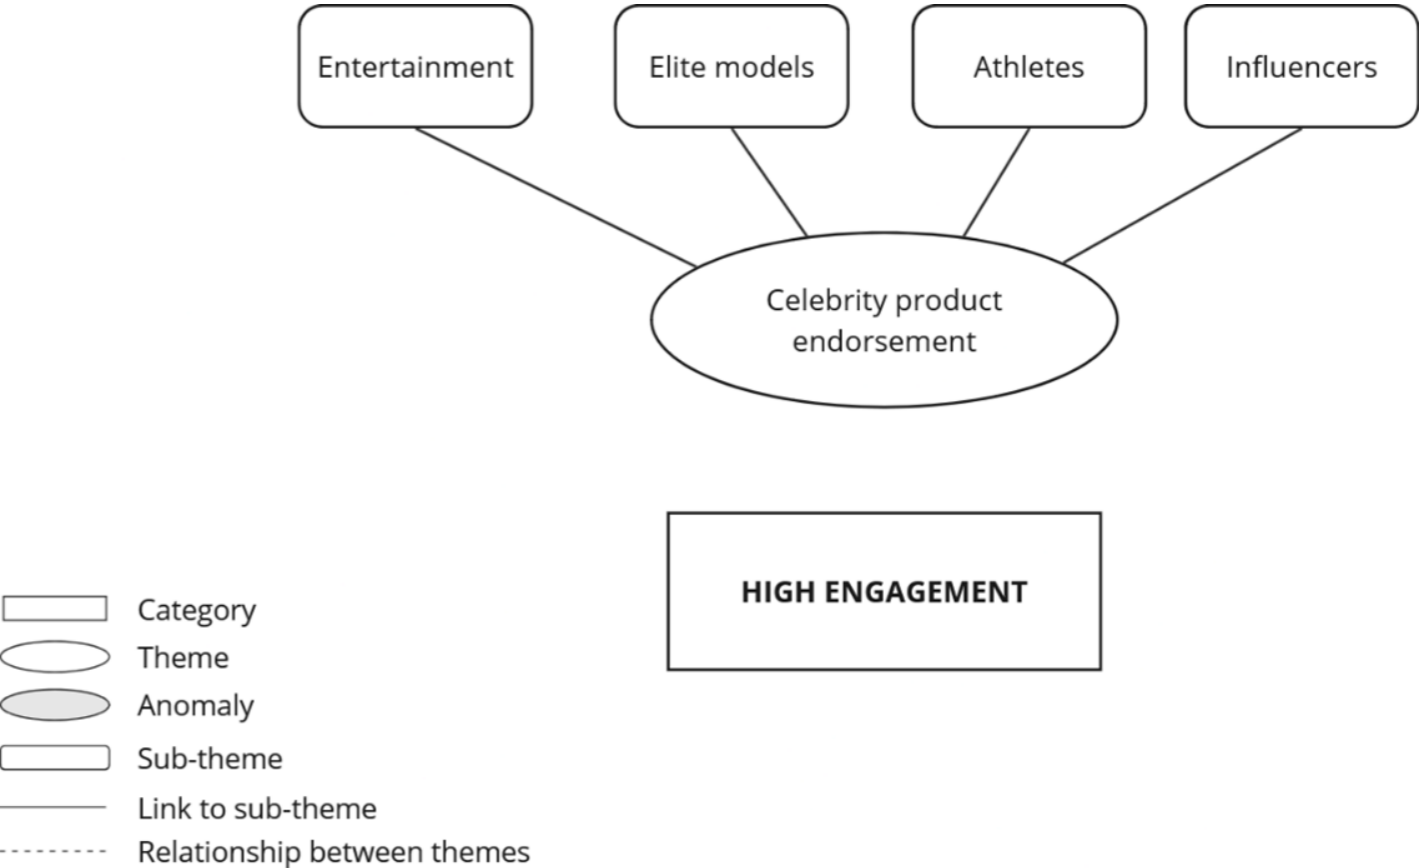 Entertainment
Elite models
Athletes
Influencers
Celebrity product
endorsement
HIGH ENGAGEMENT
Category
Theme
Anomaly
Sub-theme
Link to sub-theme
Relationship between themes